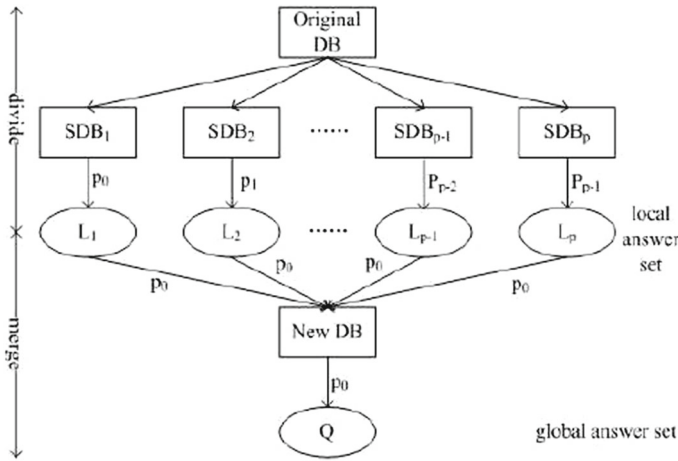 Original
DB
divide
SDB₁
SDB₂
......
SDBₚ₋₁
SDBₚ
p₀
p₁
Pₚ₋₂
Pₚ₋₁
L₁
L₂
......
Lₚ₋₁
Lₚ
local
answer
set
p₀
p₀
p₀
p₀
merge
New DB
p₀
Q
global answer set